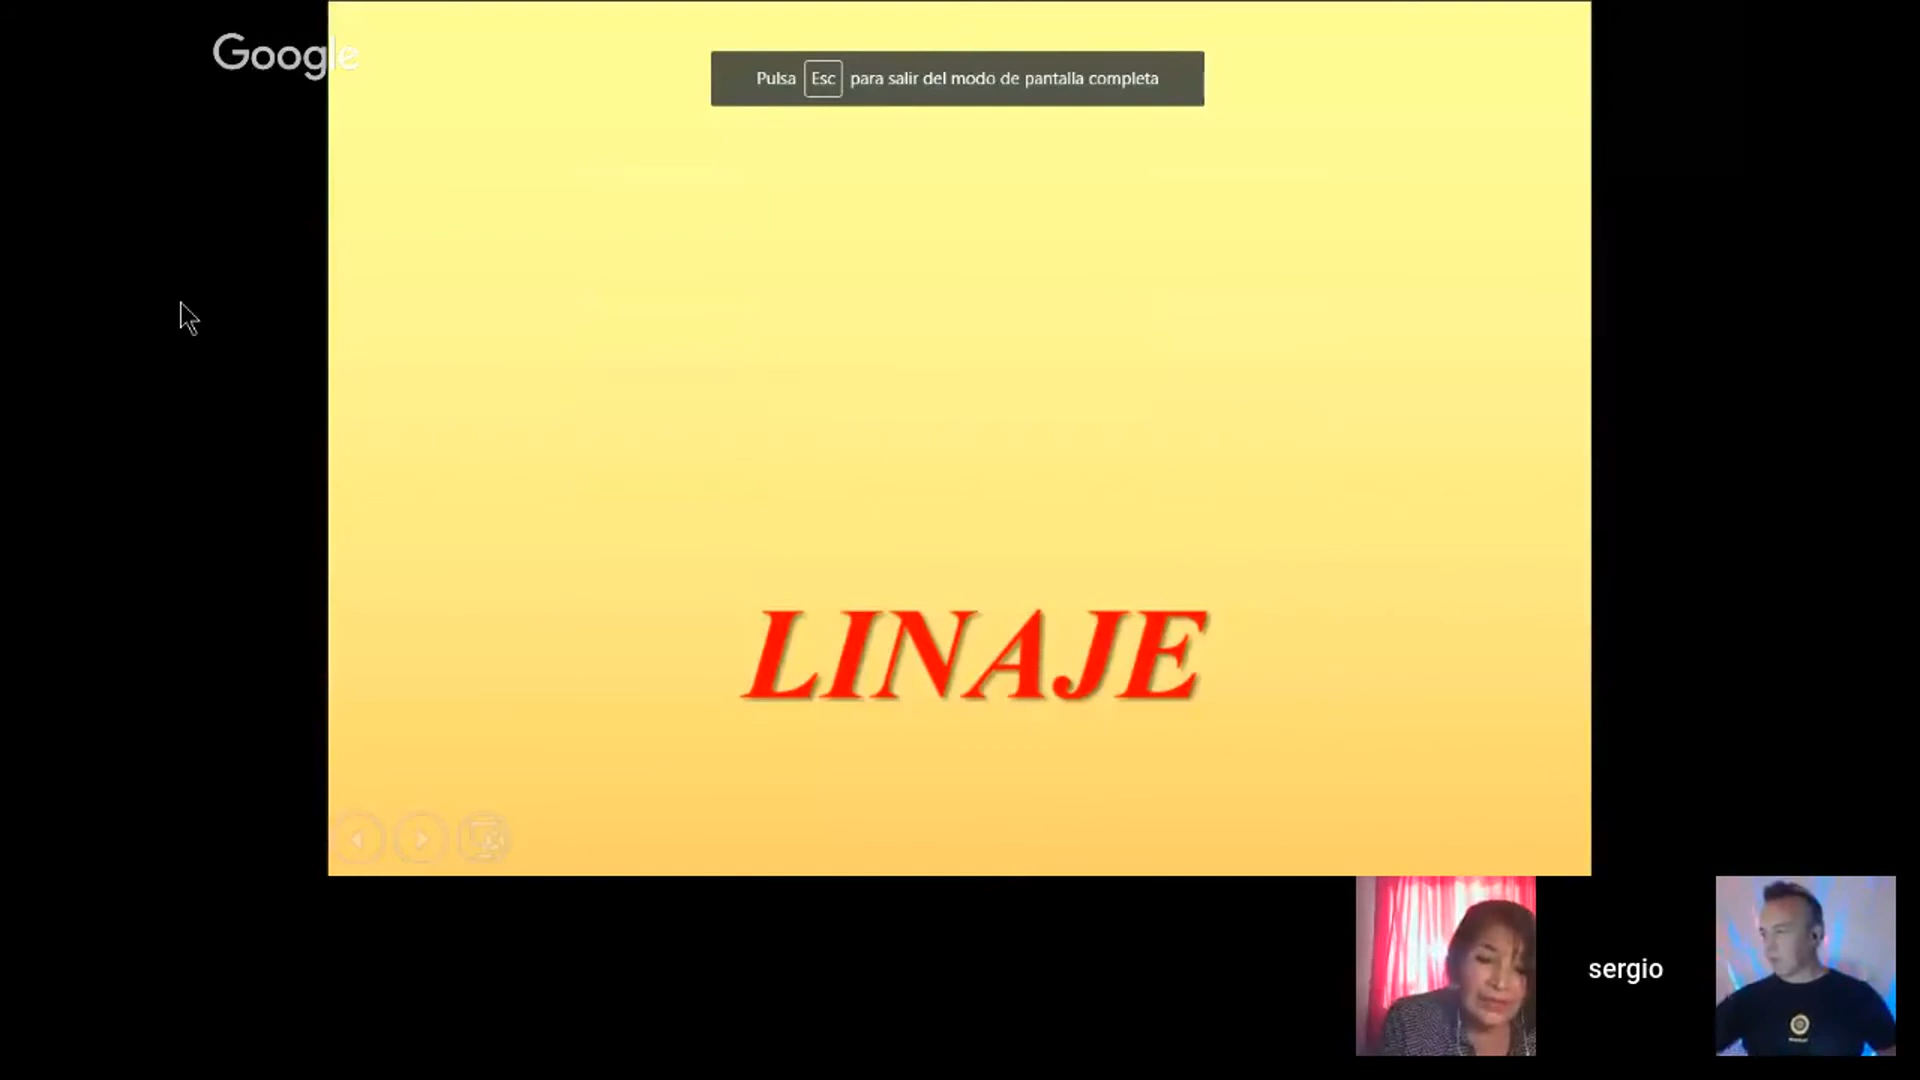 Google
Pulsa Esc para salir del modo de pantalla completa
LINAJE
sergio